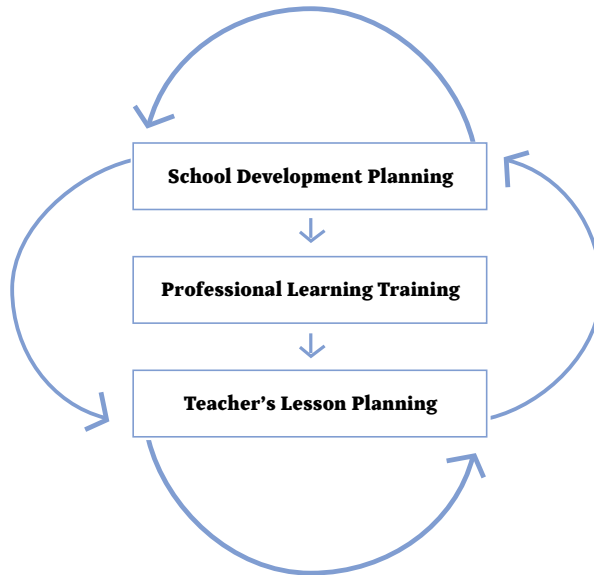 School Development Planning
Professional Learning Training
Teacher’s Lesson Planning